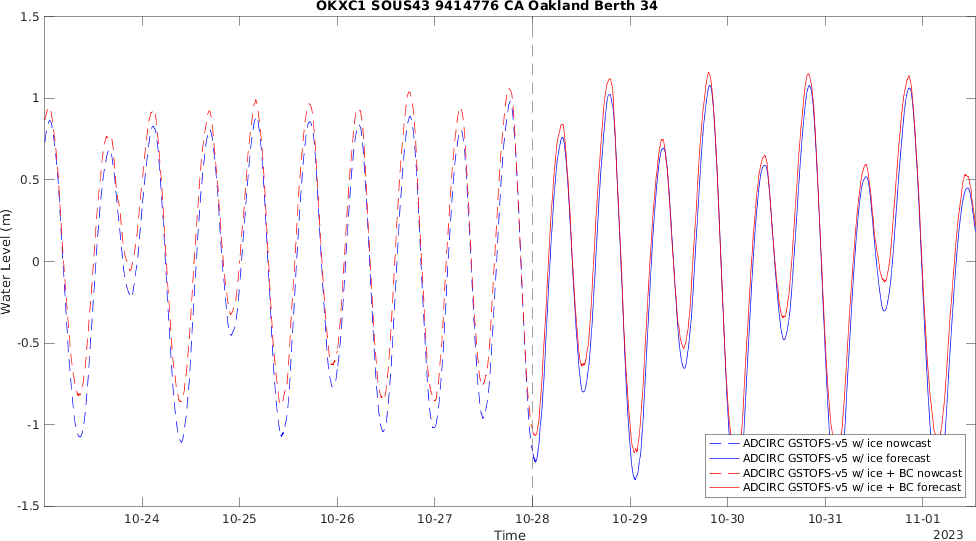 OKXC1 SOUS43 9414776 CA Oakland Berth 34
1.5
1
0.5
0
-0.5
-1
-1.5
Water Level (m)
10-24 10-25 10-26 10-27 10-28 10-29 10-30 10-31 11-01
Time
2023
ADCIRC GSTOFS-v5 w/ ice nowcast
ADCIRC GSTOFS-v5 w/ ice forecast
ADCIRC GSTOFS-v5 w/ ice + BC nowcast
ADCIRC GSTOFS-v5 w/ ice + BC forecast